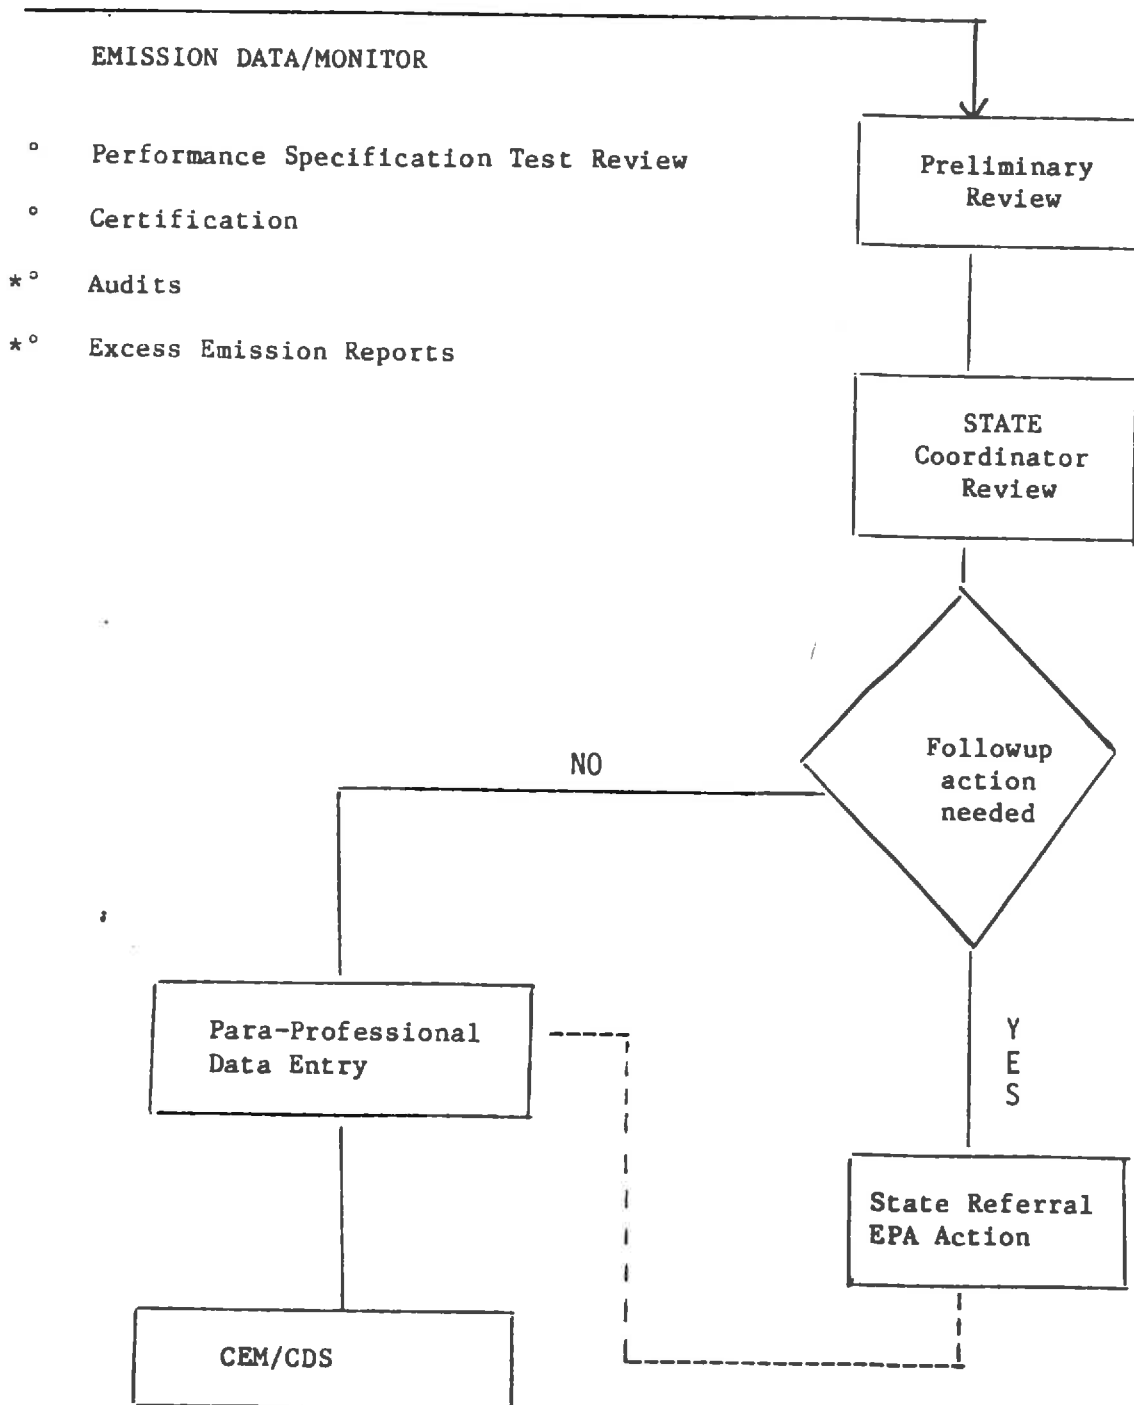 EMISSION DATA/MONITOR
° Performance Specification Test Review
° Certification
*° Audits
*° Excess Emission Reports
Preliminary
Review
STATE
Coordinator
Review
Followup
action
needed
NO
YES
Para-Professional
Data Entry
State Referral
EPA Action
CEM/CDS